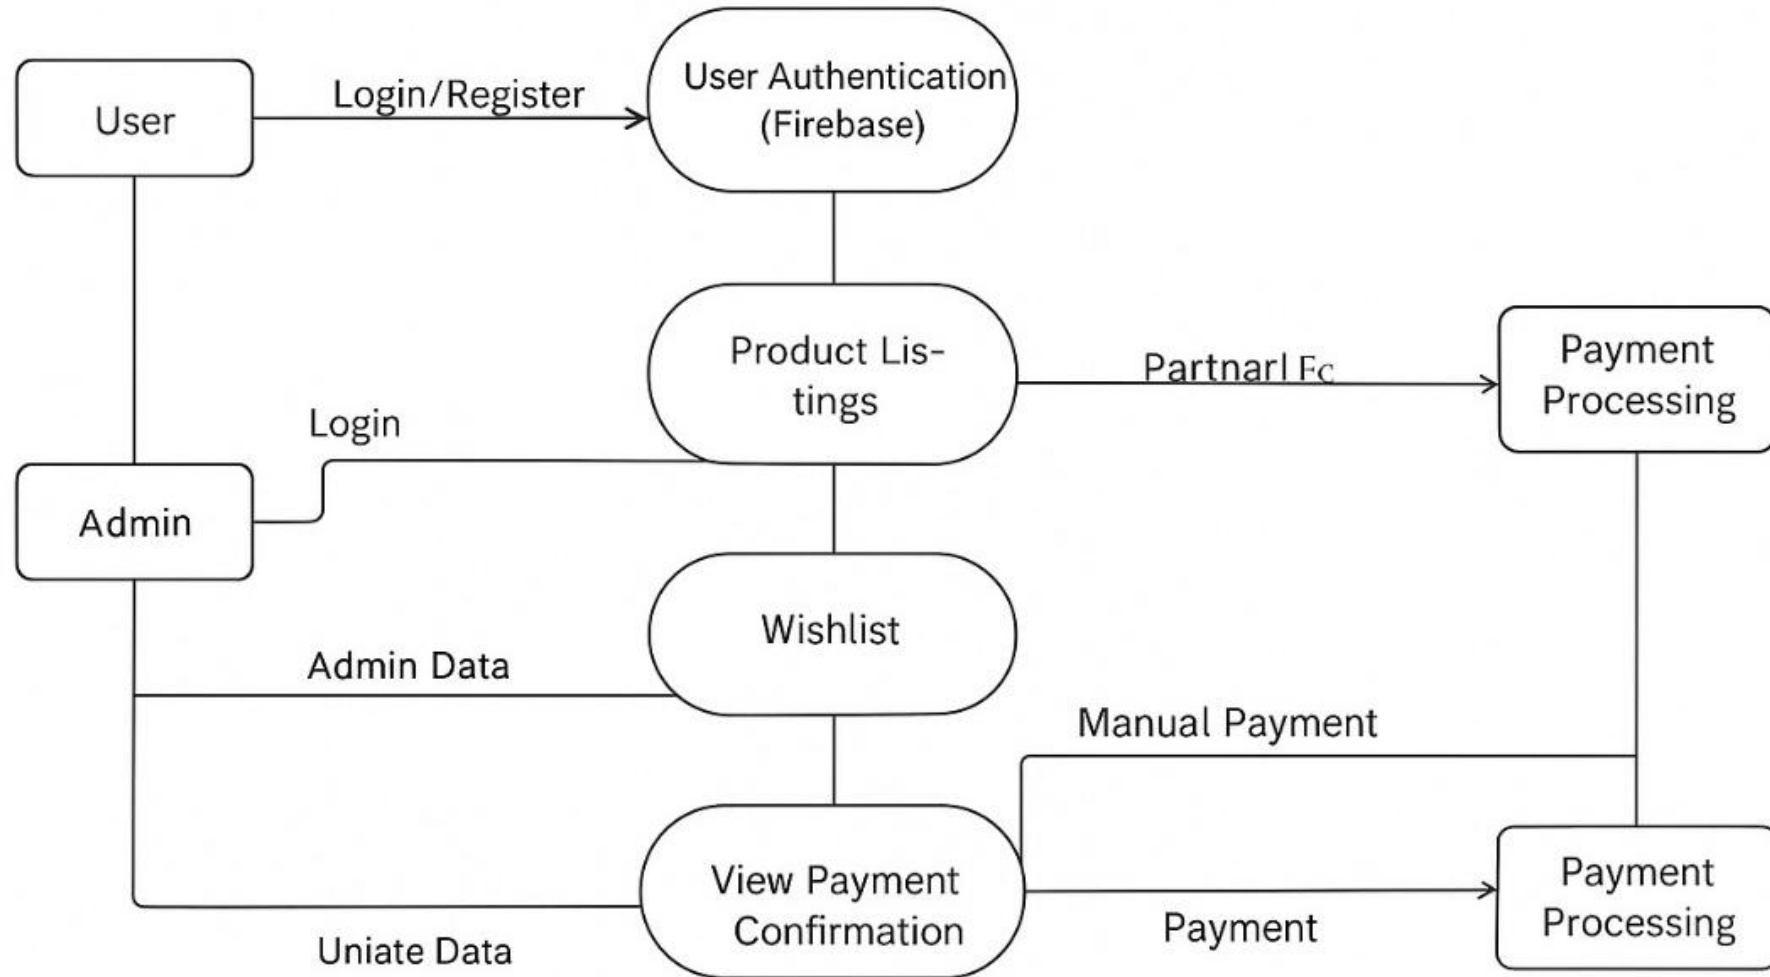 User
Login/Register
User Authentication
(Firebase)
Product Lis-
tings
Partnarl Fc
Payment
Processing
Login
Admin
Wishlist
Admin Data
Manual Payment
View Payment
Confirmation
Payment
Payment
Processing
Uniate Data